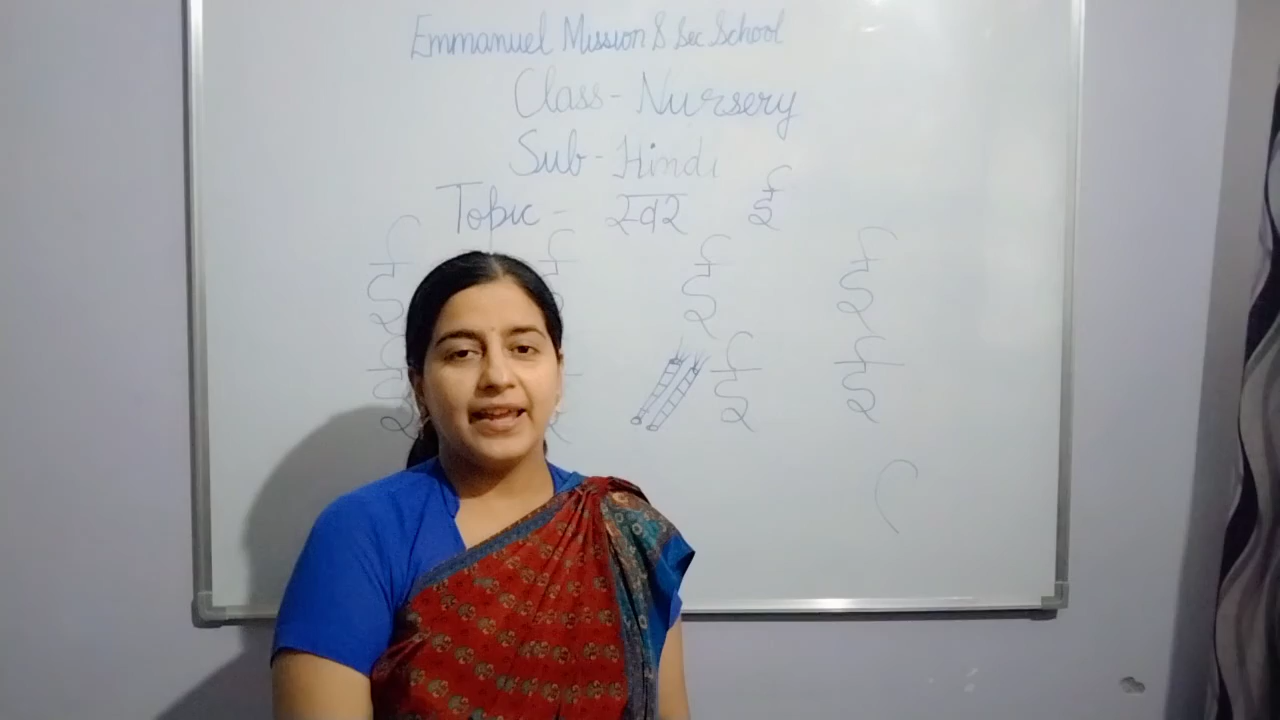 Emmanuel Mission S Sec School
Class - Nursery
Sub - Hindi
Topic - स्वर ई
ई ई ई ई
ई ई ई